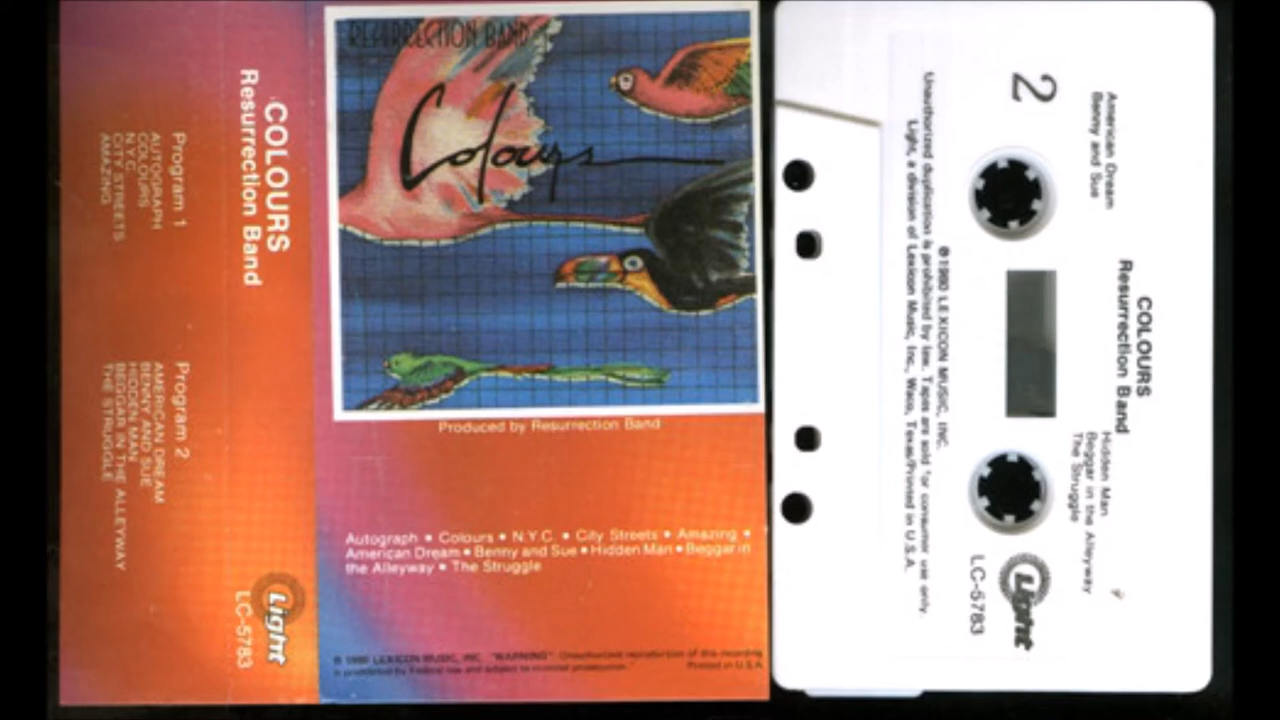 COLOURS
Resurrection Band
Program 1
AUTOGRAPH
COLOURS
N.Y.C.
CITY STREETS
AMAZING
Program 2
AMERICAN DREAM
BENNY AND SUE
HIDDEN MAN
BEGGAR IN THE ALLEYWAY
THE STRUGGLE
Light
LC-5783
RESURRECTION BAND
Colours
Produced by Resurrection Band
Autograph • Colours • N.Y.C. • City Streets • Amazing •
American Dream • Benny and Sue • Hidden Man • Beggar in
the Alleyway • The Struggle
℗ 1980 LEXICON MUSIC, INC. "WARNING": Unauthorized reproduction of this recording
is prohibited by Federal law and subject to criminal prosecution."
Printed in U.S.A.
COLOURS
Resurrection Band
American Dream
Benny and Sue
Hidden Man
Beggar in the Alleyway
The Struggle
2
Light
LC-5783
℗ 1980 LEXICON MUSIC, INC.
Unauthorized duplication is prohibited by law. Tapes are sold for consumer use only.
Light, a division of Lexicon Music, Inc., Waco, Texas/Printed in U.S.A.